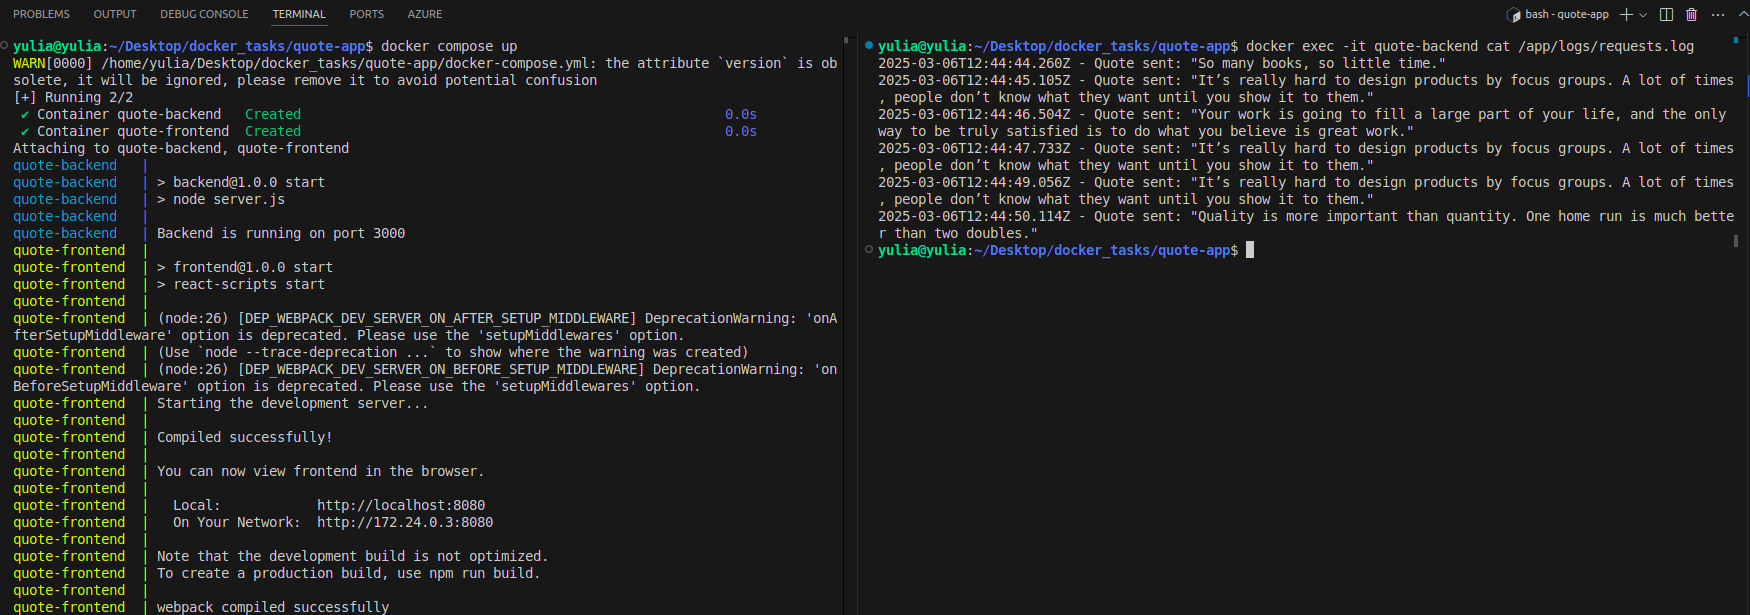 PROBLEMS OUTPUT DEBUG CONSOLE TERMINAL PORTS AZURE
bash - quote-app
yulia@yulia:~/Desktop/docker_tasks/quote-app$ docker compose up
WARN[0000] /home/yulia/Desktop/docker_tasks/quote-app/docker-compose.yml: the attribute `version` is ob
solete, it will be ignored, please remove it to avoid potential confusion
[+] Running 2/2
✔ Container quote-backend Created 0.0s
✔ Container quote-frontend Created 0.0s
Attaching to quote-backend, quote-frontend
quote-backend |
quote-backend | > backend@1.0.0 start
quote-backend | > node server.js
quote-backend |
quote-backend | Backend is running on port 3000
quote-frontend |
quote-frontend | > frontend@1.0.0 start
quote-frontend | > react-scripts start
quote-frontend |
quote-frontend | (node:26) [DEP_WEBPACK_DEV_SERVER_ON_AFTER_SETUP_MIDDLEWARE] DeprecationWarning: 'onA
fterSetupMiddleware' option is deprecated. Please use the 'setupMiddlewares' option.
quote-frontend | (Use `node --trace-deprecation ...` to show where the warning was created)
quote-frontend | (node:26) [DEP_WEBPACK_DEV_SERVER_ON_BEFORE_SETUP_MIDDLEWARE] DeprecationWarning: 'on
BeforeSetupMiddleware' option is deprecated. Please use the 'setupMiddlewares' option.
quote-frontend | Starting the development server...
quote-frontend |
quote-frontend | Compiled successfully!
quote-frontend |
quote-frontend | You can now view frontend in the browser.
quote-frontend |
quote-frontend | Local: http://localhost:8080
quote-frontend | On Your Network: http://172.24.0.3:8080
quote-frontend |
quote-frontend | Note that the development build is not optimized.
quote-frontend | To create a production build, use npm run build.
quote-frontend |
quote-frontend | webpack compiled successfully
yulia@yulia:~/Desktop/docker_tasks/quote-app$ docker exec -it quote-backend cat /app/logs/requests.log
2025-03-06T12:44:44.260Z - Quote sent: "So many books, so little time."
2025-03-06T12:44:45.105Z - Quote sent: "It’s really hard to design products by focus groups. A lot of times
, people don’t know what they want until you show it to them."
2025-03-06T12:44:46.504Z - Quote sent: "Your work is going to fill a large part of your life, and the only
way to be truly satisfied is to do what you believe is great work."
2025-03-06T12:44:47.733Z - Quote sent: "It’s really hard to design products by focus groups. A lot of times
, people don’t know what they want until you show it to them."
2025-03-06T12:44:49.056Z - Quote sent: "It’s really hard to design products by focus groups. A lot of times
, people don’t know what they want until you show it to them."
2025-03-06T12:44:50.114Z - Quote sent: "Quality is more important than quantity. One home run is much bette
r than two doubles."
yulia@yulia:~/Desktop/docker_tasks/quote-app$